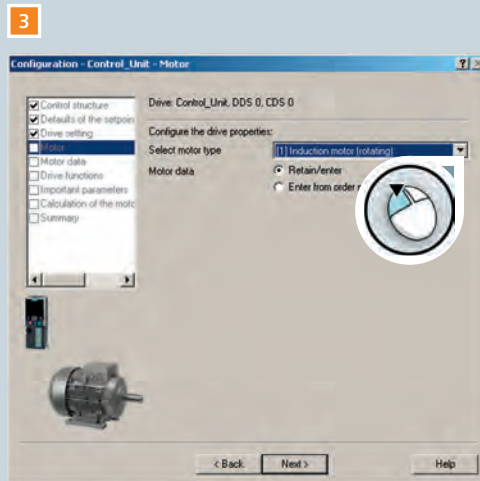 3
Configuration - Control_Unit - Motor
Control structure
Defaults of the setpoin
Drive setting
Motor
Motor data
Drive functions
Important parameters
Calculation of the moto
Summary
Drive: Control_Unit, DDS 0, CDS 0
Configure the drive properties:
Select motor type
[1] Induction motor (rotating)
Motor data
Retain/enter
Enter from order
< Back
Next >
Help